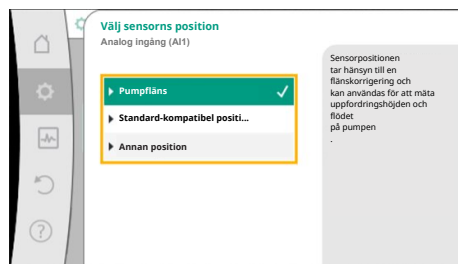 Välj sensorns position
Analog ingång (AI1)
Pumpfläns
Standard-kompatibel positi...
Annan position
Sensorpositionen
tar hänsyn till en
flänskorrigering och
kan användas för att mäta
uppfordringshöjden och
flödet
på pumpen
.